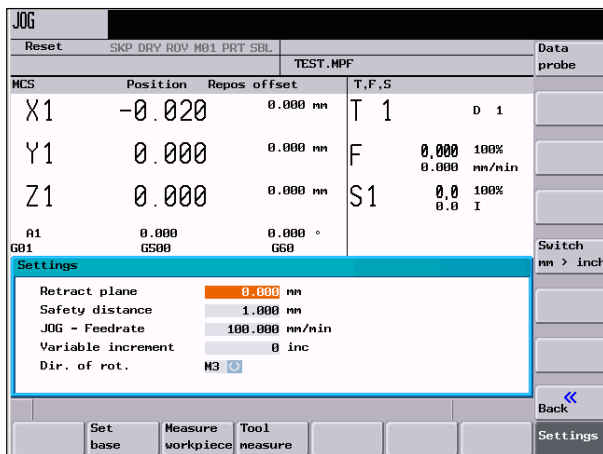 JOG
Reset SKP DRY ROV M01 PRT SBL
TEST.MPF
Data
probe
MCS Position Repos offset T,F,S
X1 -0.020 0.000 mm T 1 D 1
Y1 0.000 0.000 mm F 0,000 100%
0.000 mm/min
Z1 0.000 0.000 mm S1 0,0 100%
0.0 I
A1 0.000 0.000 °
G01 G500 G60
Switch
mm > inch
Settings
Retract plane 0.000 mm
Safety distance 1.000 mm
JOG - Feedrate 100.000 mm/min
Variable increment 0 inc
Dir. of rot. M3
«
Back
Set
base
Measure
workpiece
Tool
measure
Settings